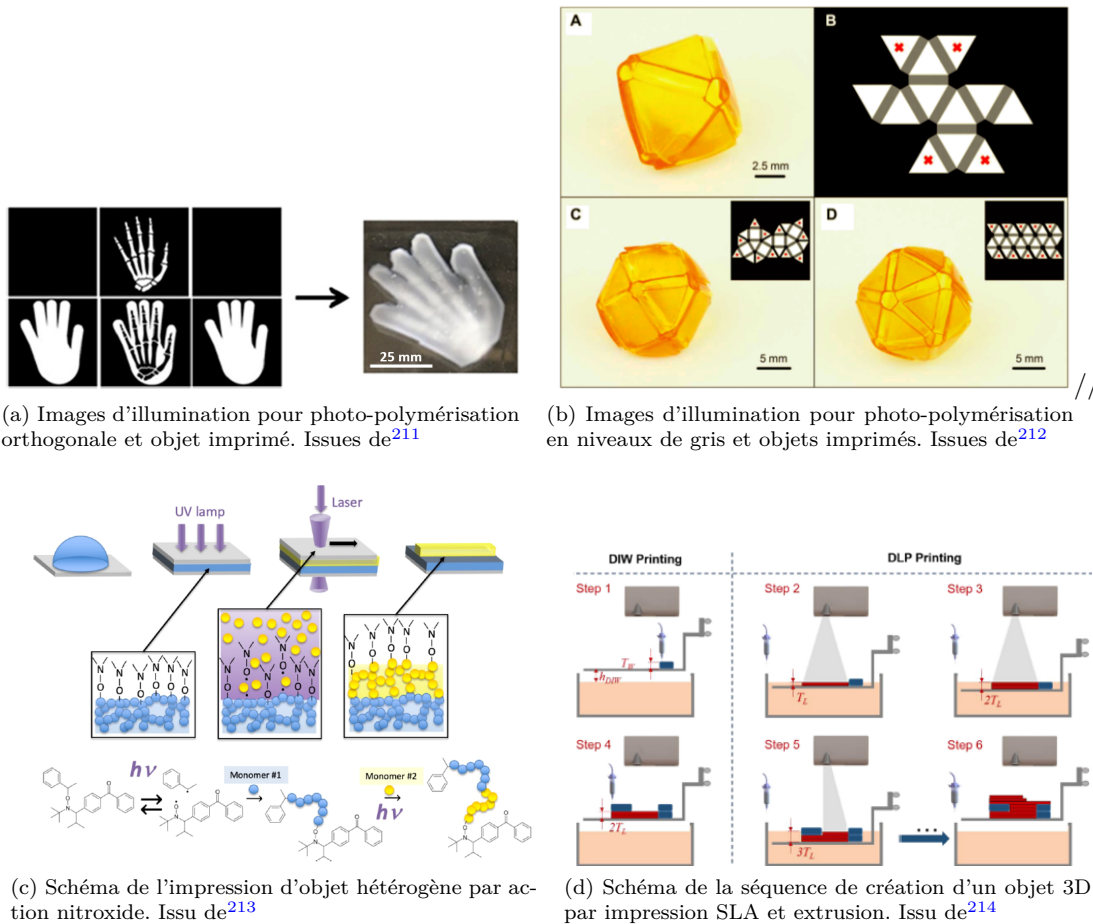 25 mm
(a) Images d'illumination pour photo-polymérisation
orthogonale et objet imprimé. Issues de211
A
B
2.5 mm
C
D
5 mm
5 mm
//
(b) Images d'illumination pour photo-polymérisation
en niveaux de gris et objets imprimés. Issues de212
UV lamp
Laser
N
O
N
O
N
O
N
O
N
O
N
O
N
O
N
O
N
O
N
O
N
O
N
O
N
O
N
O
N
O
hν
Monomer #1
Monomer #2
hν
O
N
O
O
N
O
O
N
O
O
N
O
(c) Schéma de l'impression d'objet hétérogène par ac-
tion nitroxide. Issu de213
DIW Printing
DLP Printing
Step 1
Step 2
Step 3
TW
hDIW
TL
2TL
Step 4
Step 5
Step 6
2TL
3TL
...
(d) Schéma de la séquence de création d'un objet 3D
par impression SLA et extrusion. Issu de214